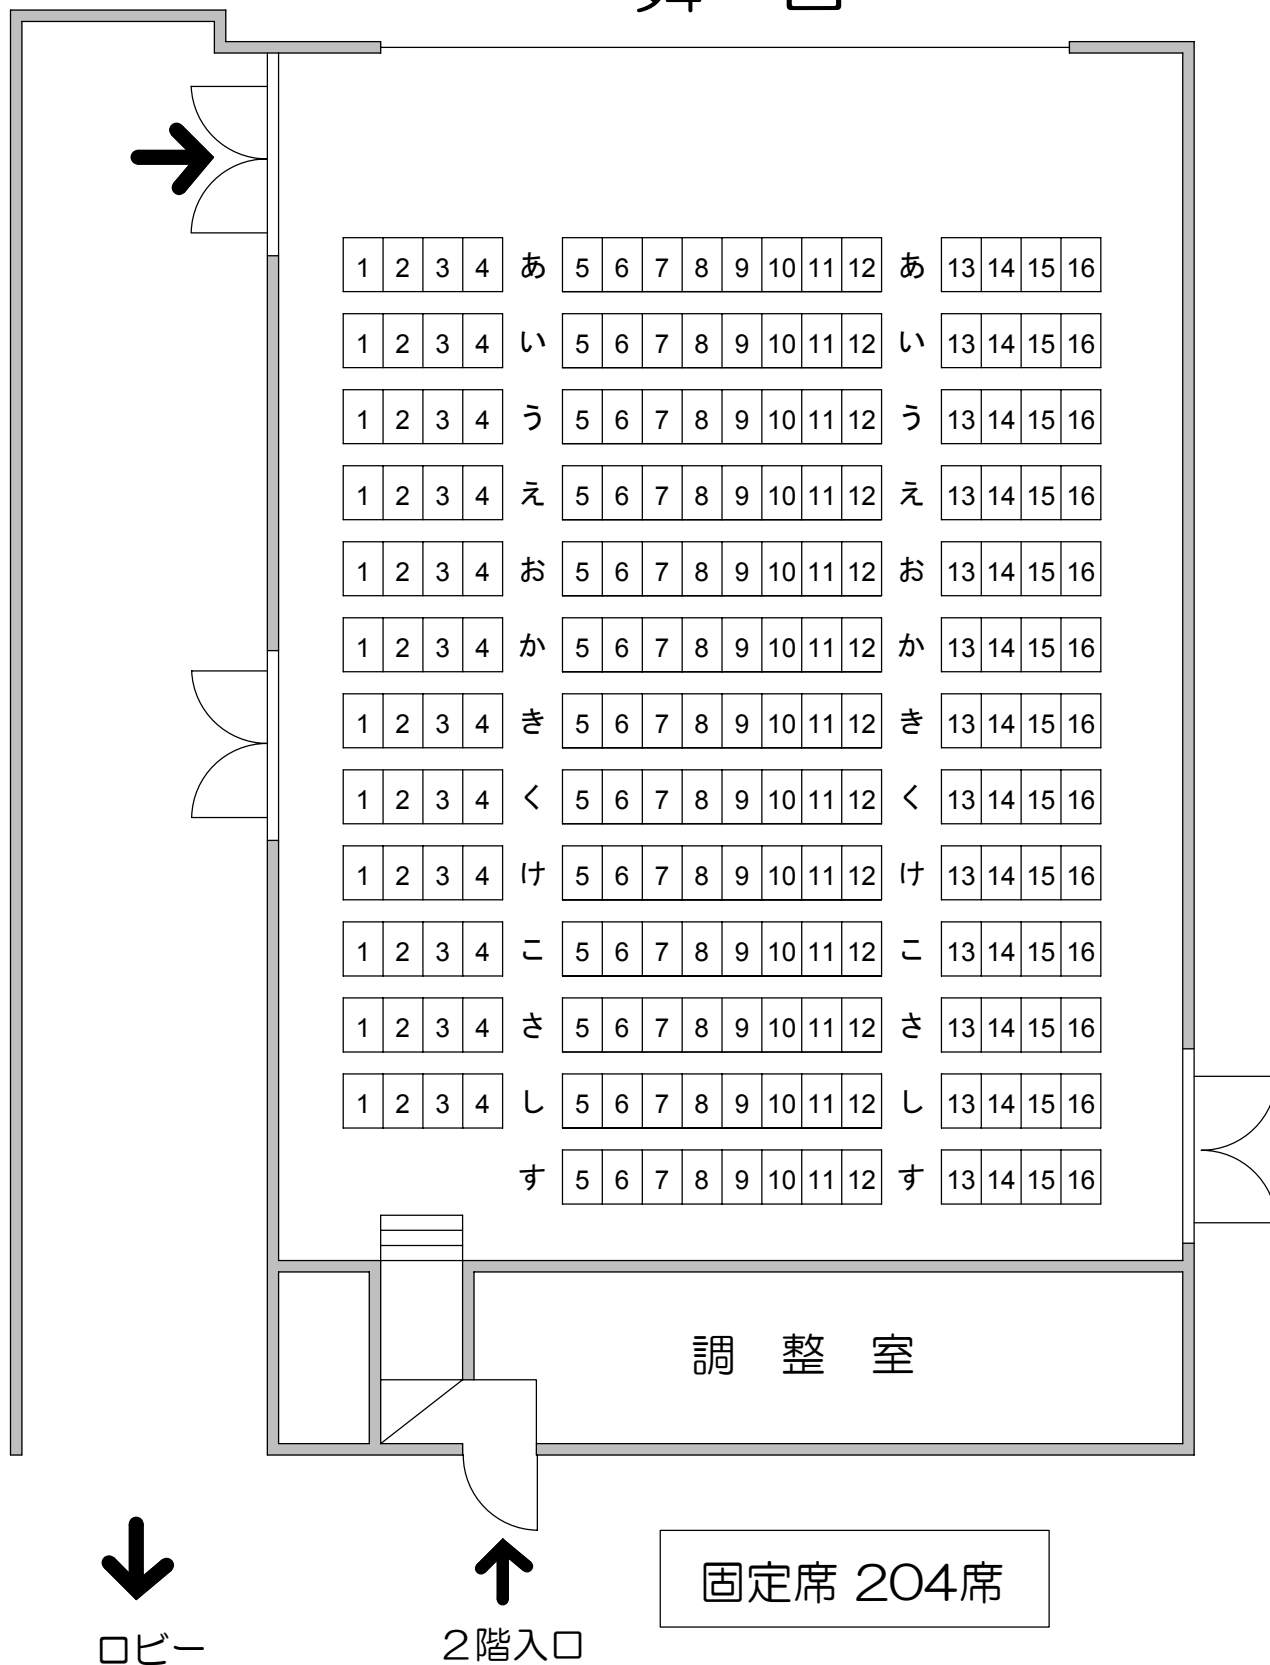 1 2 3 4 あ 5 6 7 8 9 10 11 12 あ 13 14 15 16
1 2 3 4 い 5 6 7 8 9 10 11 12 い 13 14 15 16
1 2 3 4 う 5 6 7 8 9 10 11 12 う 13 14 15 16
1 2 3 4 え 5 6 7 8 9 10 11 12 え 13 14 15 16
1 2 3 4 お 5 6 7 8 9 10 11 12 お 13 14 15 16
1 2 3 4 か 5 6 7 8 9 10 11 12 か 13 14 15 16
1 2 3 4 き 5 6 7 8 9 10 11 12 き 13 14 15 16
1 2 3 4 く 5 6 7 8 9 10 11 12 く 13 14 15 16
1 2 3 4 け 5 6 7 8 9 10 11 12 け 13 14 15 16
1 2 3 4 こ 5 6 7 8 9 10 11 12 こ 13 14 15 16
1 2 3 4 さ 5 6 7 8 9 10 11 12 さ 13 14 15 16
1 2 3 4 し 5 6 7 8 9 10 11 12 し 13 14 15 16
す 5 6 7 8 9 10 11 12 す 13 14 15 16
調 整 室
固定席 204席
ロビー
2階入口